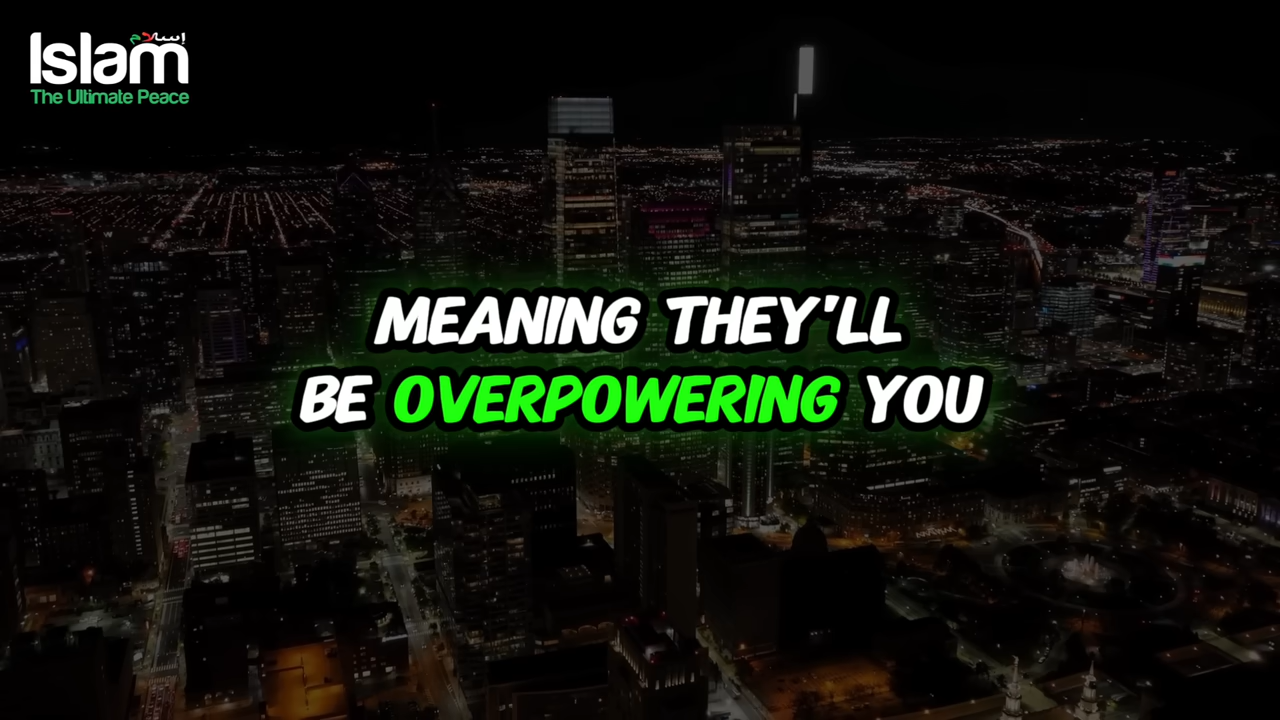 إسلام
Islam
The Ultimate Peace
MEANING THEY'LL
BE OVERPOWERING YOU